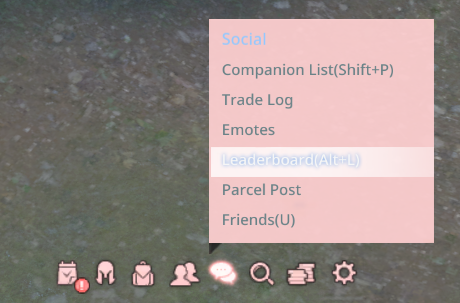 Social
Companion List(Shift+P)
Trade Log
Emotes
Leaderboard(Alt+L)
Parcel Post
Friends(U)